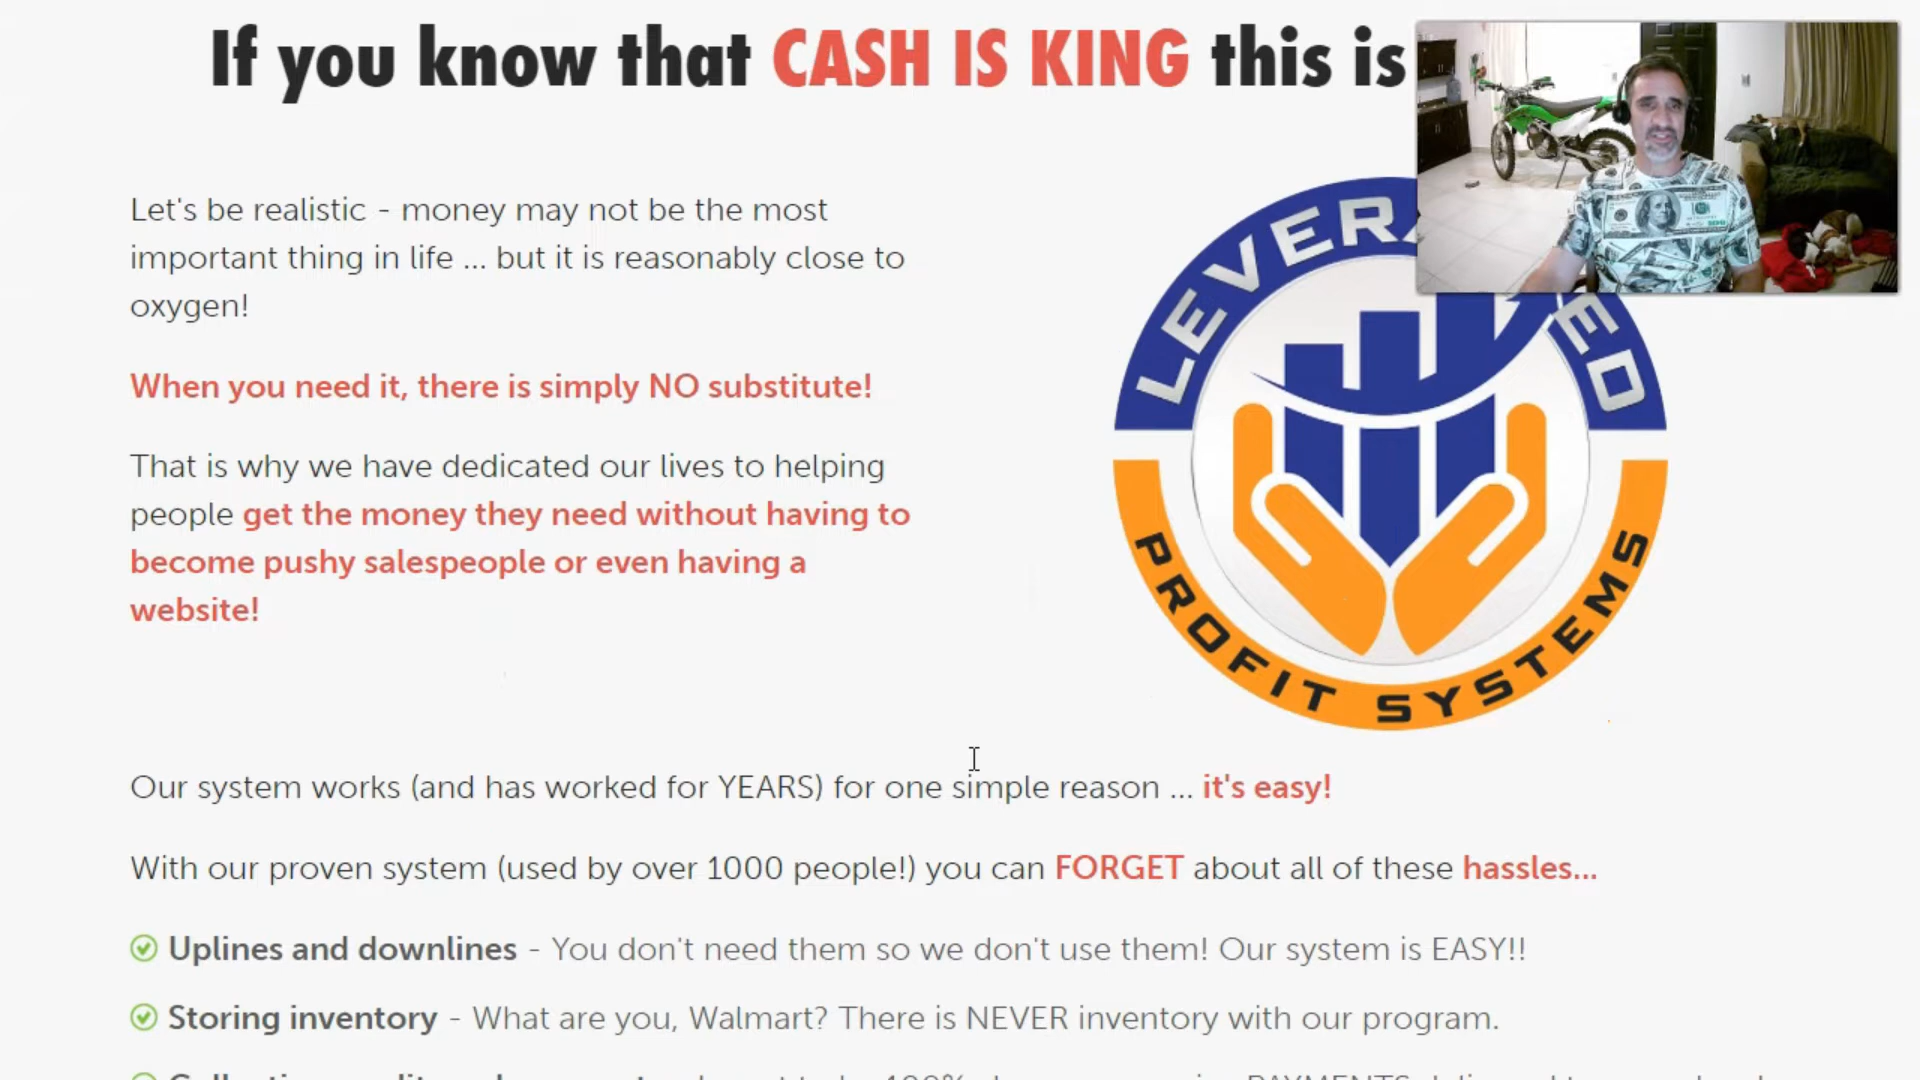 If you know that CASH IS KING this is
Let's be realistic - money may not be the most
important thing in life ... but it is reasonably close to
oxygen!
When you need it, there is simply NO substitute!
That is why we have dedicated our lives to helping
people get the money they need without having to
become pushy salespeople or even having a
website!
LEVERA ED
PROFIT SYSTEMS
Our system works (and has worked for YEARS) for one simple reason ... it's easy!
With our proven system (used by over 1000 people!) you can FORGET about all of these hassles...
Uplines and downlines - You don't need them so we don't use them! Our system is EASY!!
Storing inventory - What are you, Walmart? There is NEVER inventory with our program.